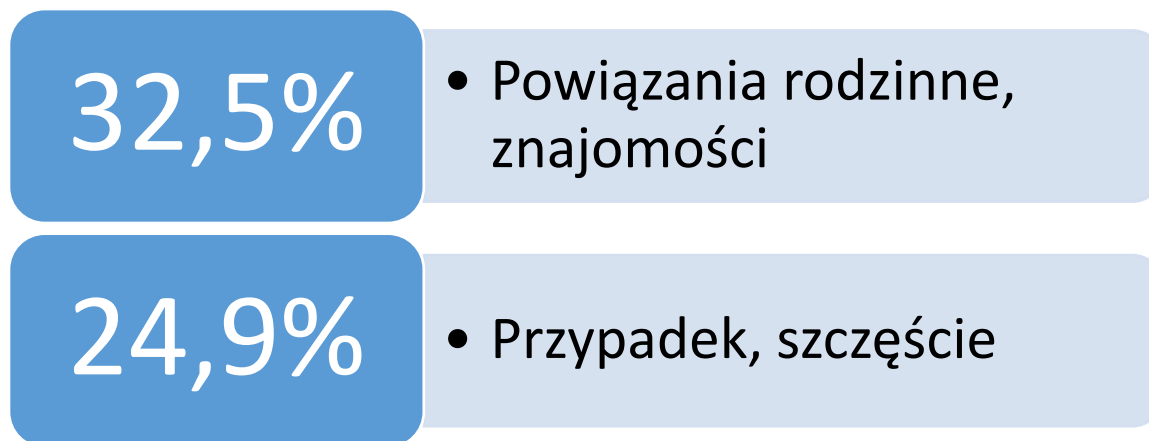 32,5%
• Powiązania rodzinne,
znajomości
24,9%
• Przypadek, szczęście